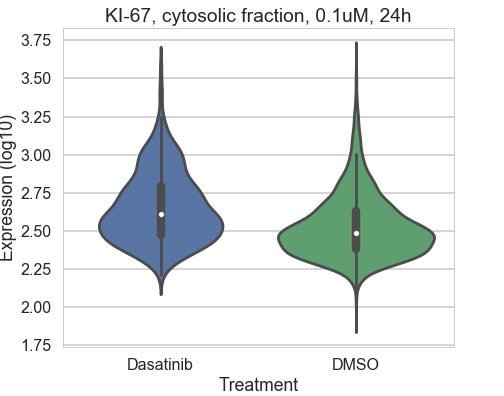 KI-67, cytosolic fraction, 0.1uM, 24h
3.75
3.50
3.25
3.00
2.75
2.50
2.25
2.00
1.75
Expression (log10)
Dasatinib
DMSO
Treatment